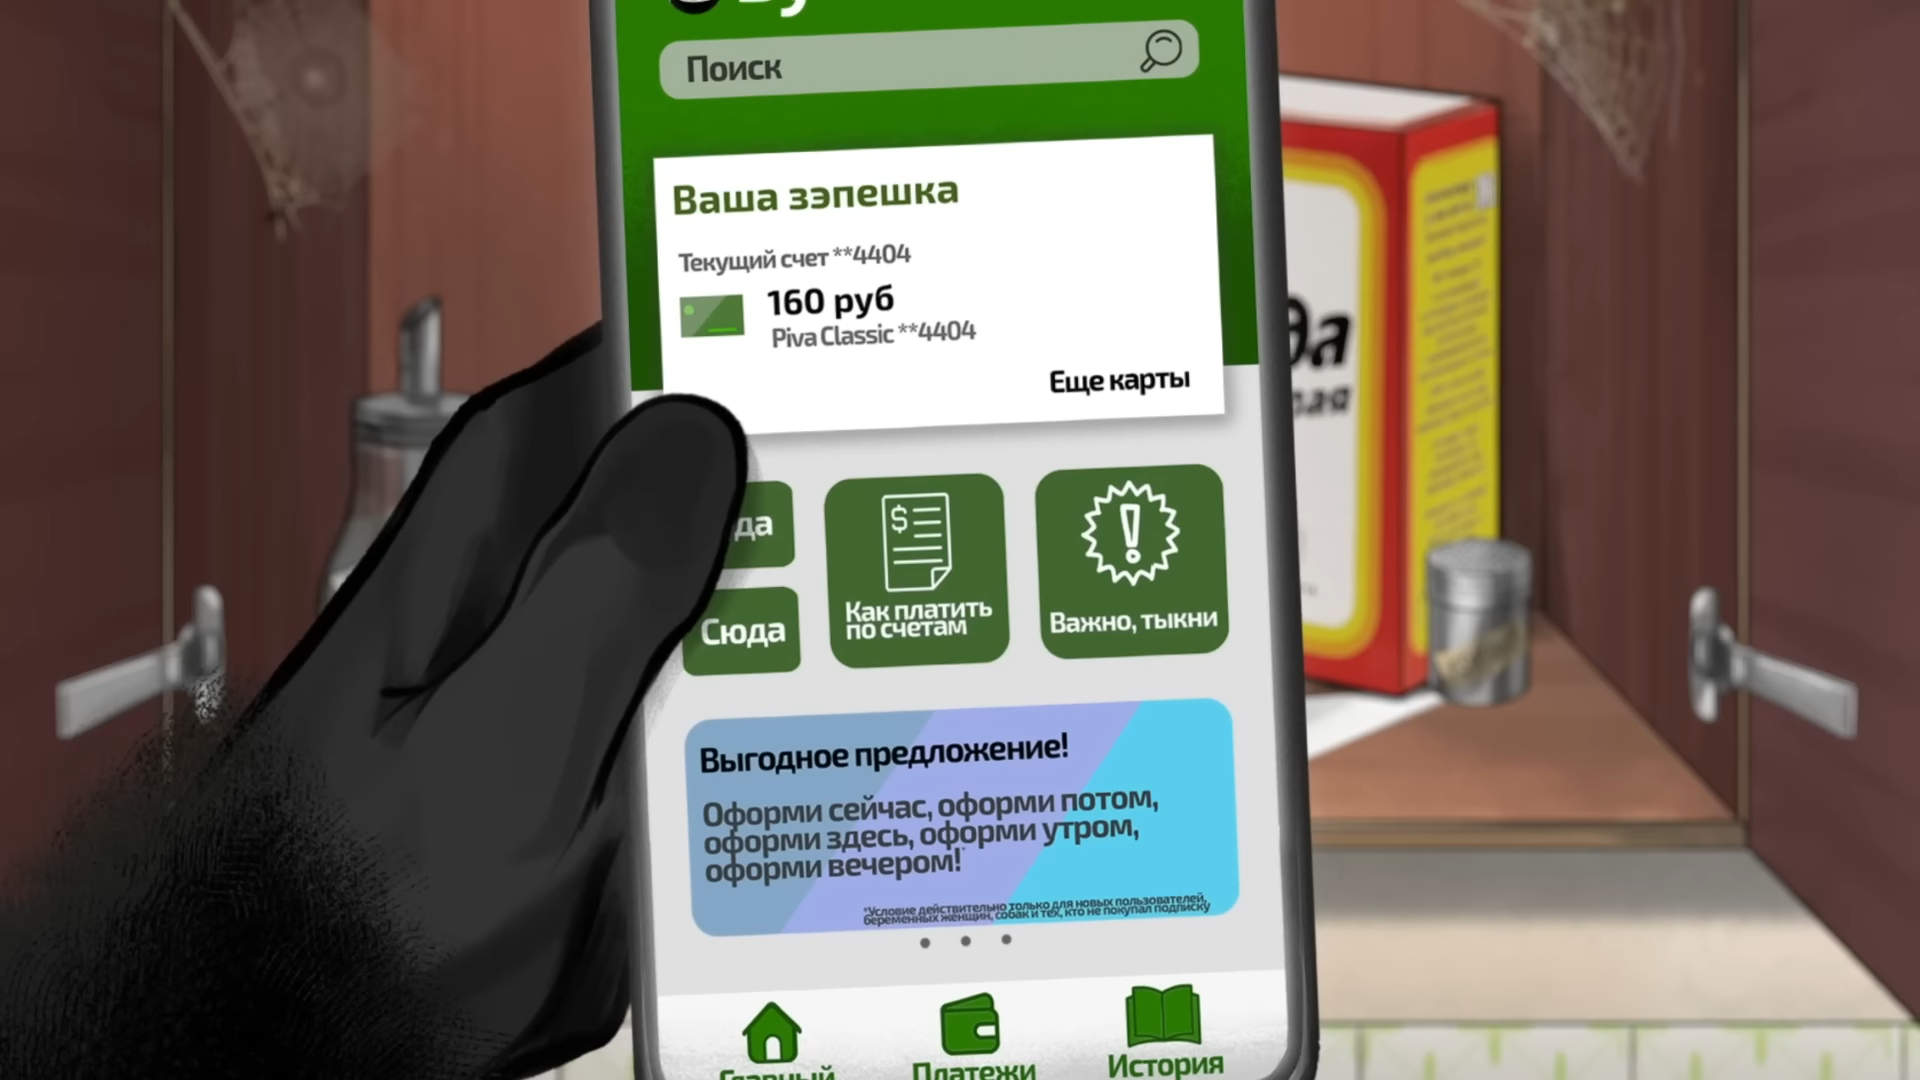 Поиск
Ваша зэпешка
Текущий счет **4404
160 руб
Piva Classic **4404
Еще карты
Сюда
Как платить
по счетам
Важно, тыкни
Выгодное предложение!
Оформи сейчас, оформи потом,
оформи здесь, оформи утром,
оформи вечером!
*Условие действительно только для новых пользователей,
беременных женщин, собак и тех, кто не покупал подписку
Главный
Платежи
История